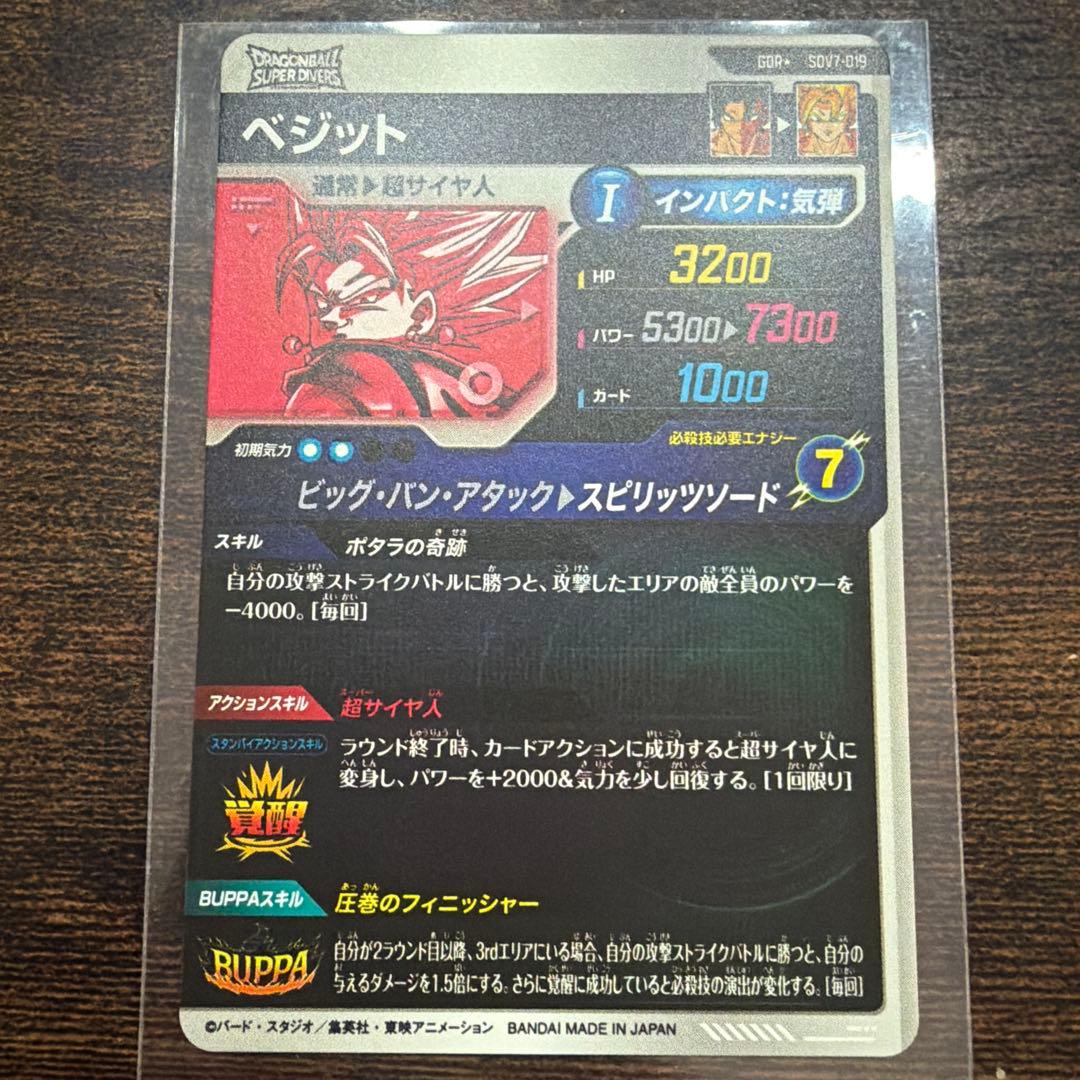 DRAGONBALL
SUPER DIVERS
GDR★ SDV7-019
ベジット
通常▶超サイヤ人
I インパクト:気弾
HP 3200
パワー 5300▶7300
ガード 1000
初期気力
必殺技必要エナジー
7
ビッグ・バン・アタック▶スピリッツソード
スキル ポタラの奇跡
自分の攻撃ストライクバトルに勝つと、攻撃したエリアの敵全員のパワーを
-4000。[毎回]
アクションスキル 超サイヤ人
スタンバイアクションスキル
覚醒
ラウンド終了時、カードアクションに成功すると超サイヤ人に
変身し、パワーを+2000&気力を少し回復する。[1回限り]
BUPPAスキル 圧巻のフィニッシャー
BUPPA
自分が2ラウンド目以降、3rdエリアにいる場合、自分の攻撃ストライクバトルに勝つと、自分の
与えるダメージを1.5倍にする。さらに覚醒に成功していると必殺技の演出が変化する。[毎回]
©バード・スタジオ/集英社・東映アニメーション BANDAI MADE IN JAPAN